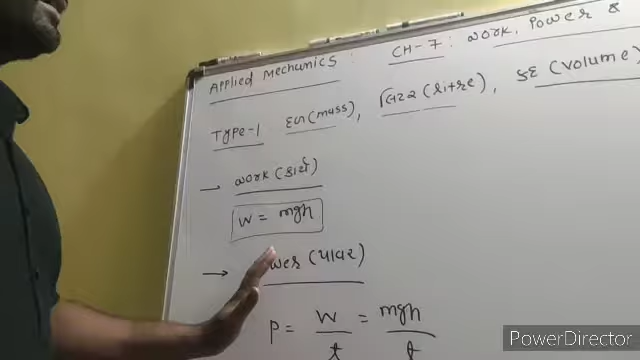 Applied Mechanics : CH-7 : Work, Power &
Type-1 દળ (mass), લિટર (Litre), કદ (Volume)
→ work (કાર્ય)
W = mgh
→ wer (પાવર)
P = W/t = mgh/t
PowerDirector